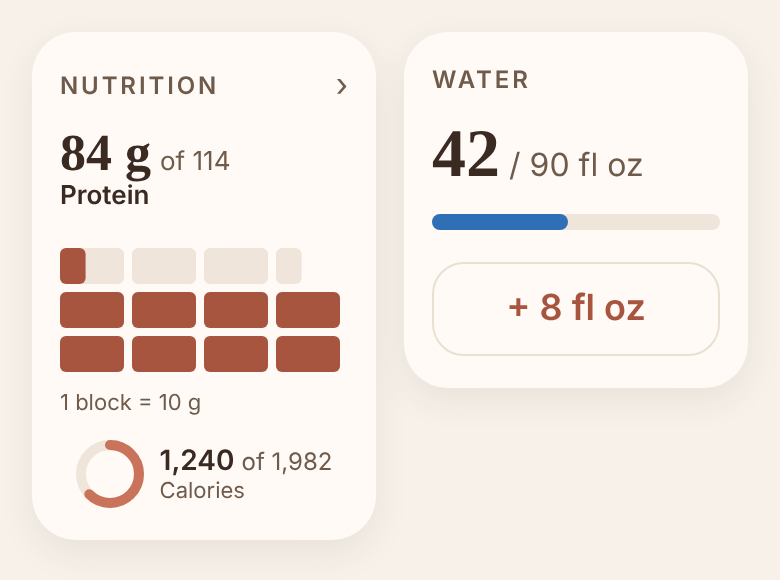 NUTRITION ›
84 g of 114
Protein
1 block = 10 g
1,240 of 1,982
Calories
WATER
42 / 90 fl oz
+ 8 fl oz